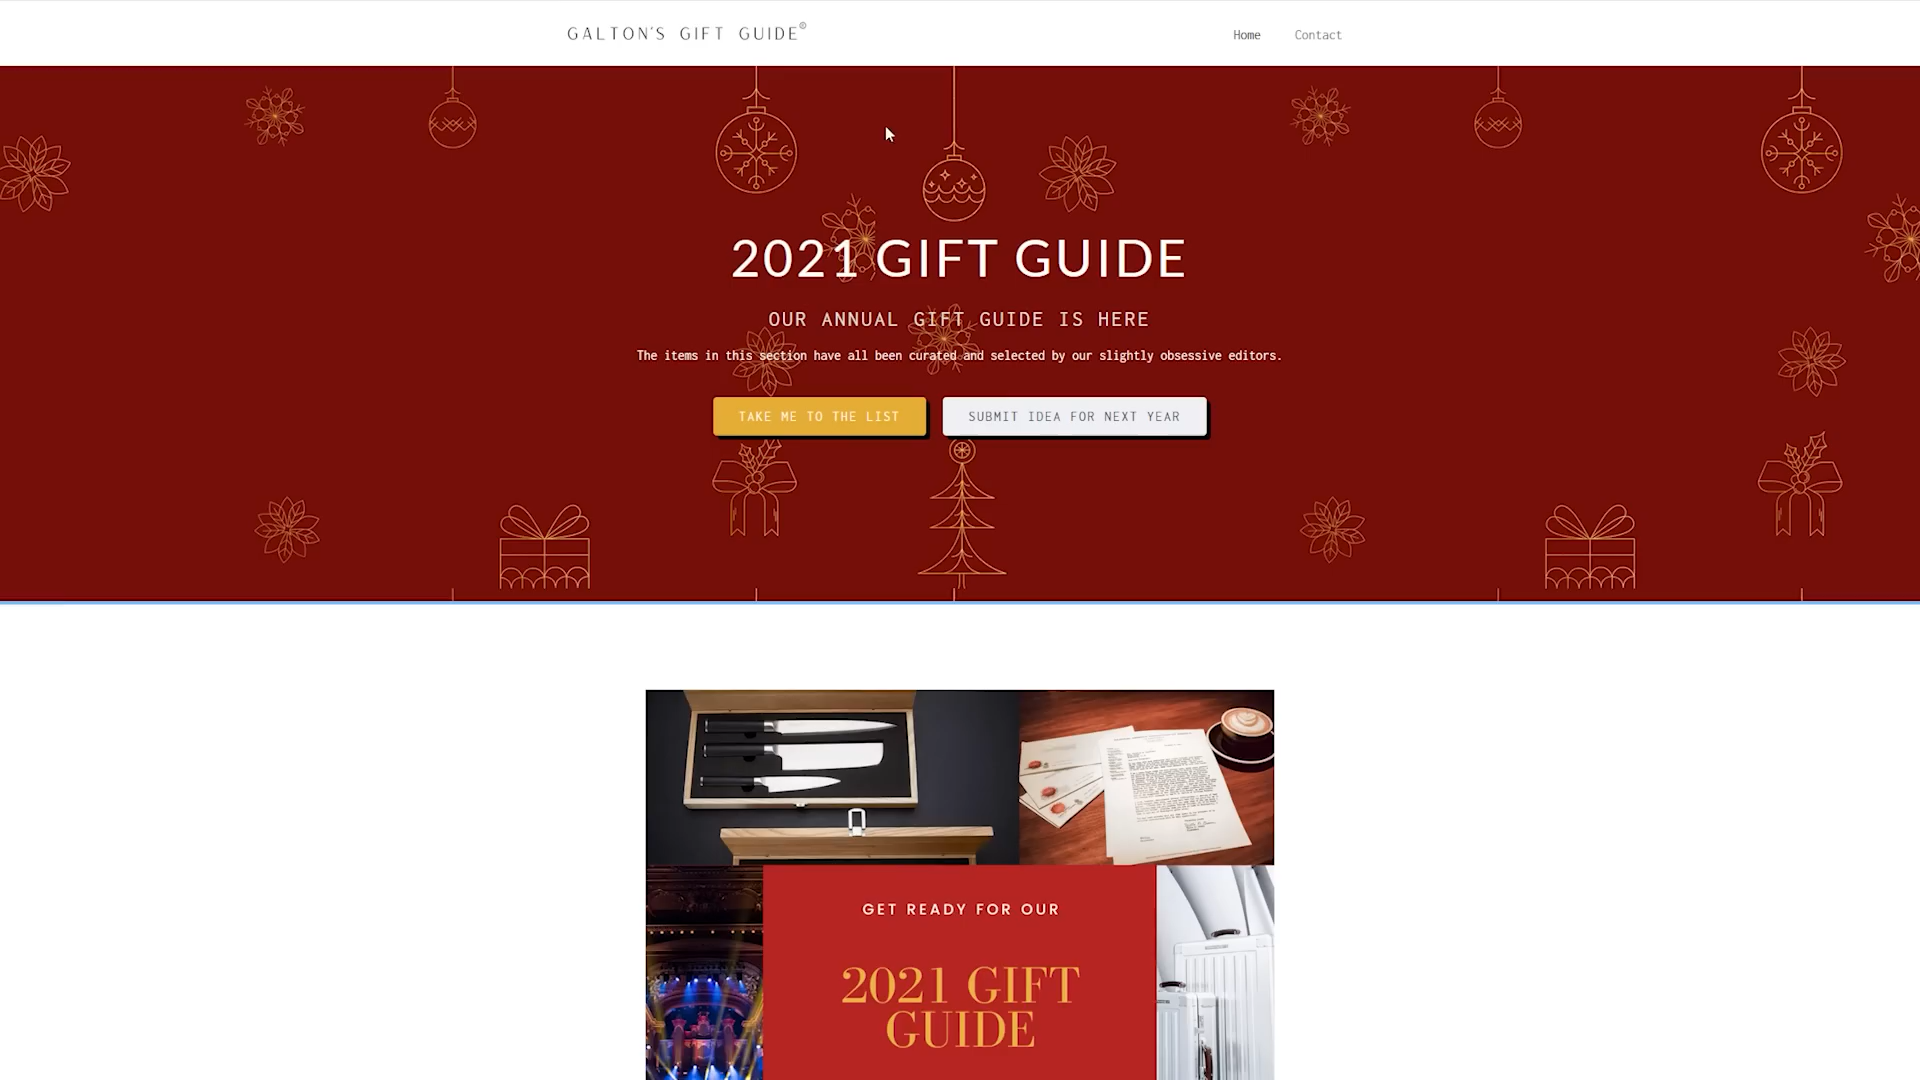 GALTON'S GIFT GUIDE®
Home
Contact
2021 GIFT GUIDE
OUR ANNUAL GIFT GUIDE IS HERE
The items in this section have all been curated and selected by our slightly obsessive editors.
TAKE ME TO THE LIST
SUBMIT IDEA FOR NEXT YEAR
GET READY FOR OUR
2021 GIFT
GUIDE